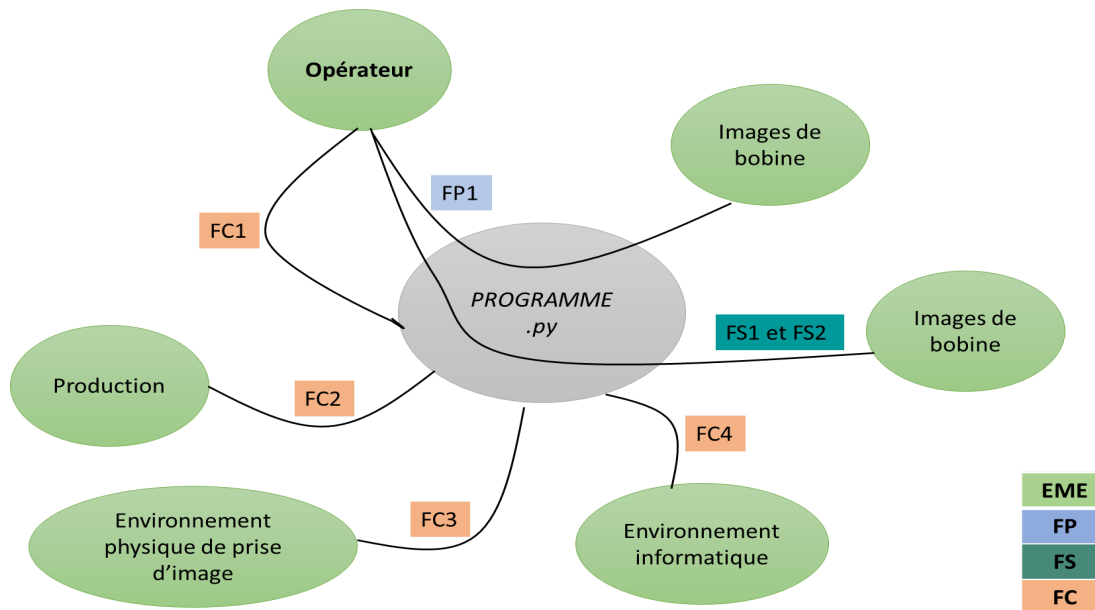 Opérateur
Images de
bobine
FP1
FC1
PROGRAMME
.py
FS1 et FS2
Images de
bobine
Production
FC2
FC4
FC3
Environnement
physique de prise
d’image
Environnement
informatique
EME
FP
FS
FC